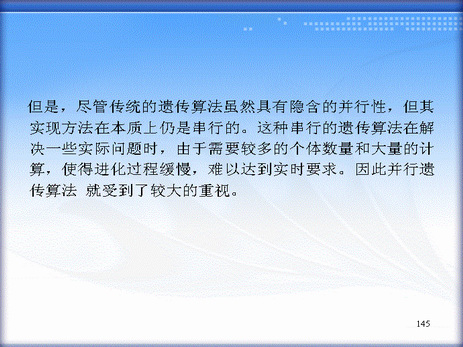 但是，尽管传统的遗传算法虽然具有隐含的并行性，但其
实现方法在本质上仍是串行的。这种串行的遗传算法在解
决一些实际问题时，由于需要较多的个体数量和大量的计
算，使得进化过程缓慢，难以达到实时要求。因此并行遗
传算法 就受到了较大的重视。
145